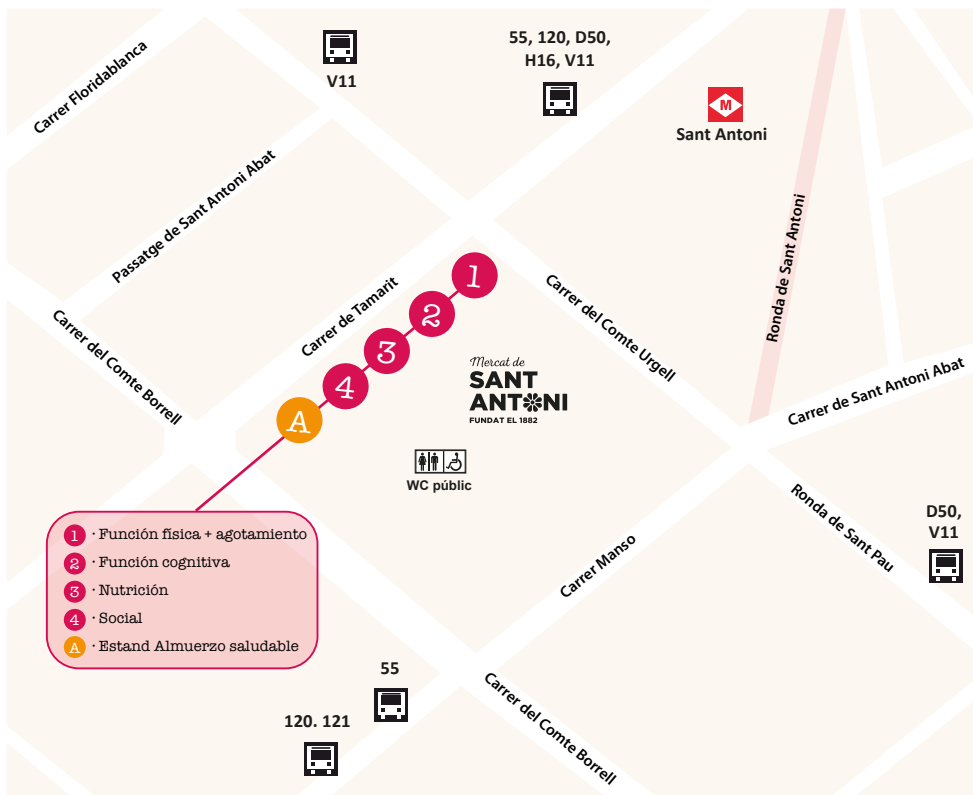 V11
55, 120, D50,
H16, V11
M
Sant Antoni
Carrer Floridablanca
Passatge de Sant Antoni Abat
Carrer de Tamarit
Carrer del Comte Borrell
Carrer del Comte Urgell
Ronda de Sant Antoni
Carrer de Sant Antoni Abat
1
2
3
4
A
Mercat de
SANT
ANTONI
FUNDAT EL 1882
WC públic
Carrer Manso
Ronda de Sant Pau
D50,
V11
1 · Función física + agotamiento
2 · Función cognitiva
3 · Nutrición
4 · Social
A · Estand Almuerzo saludable
55
120. 121
Carrer del Comte Borrell